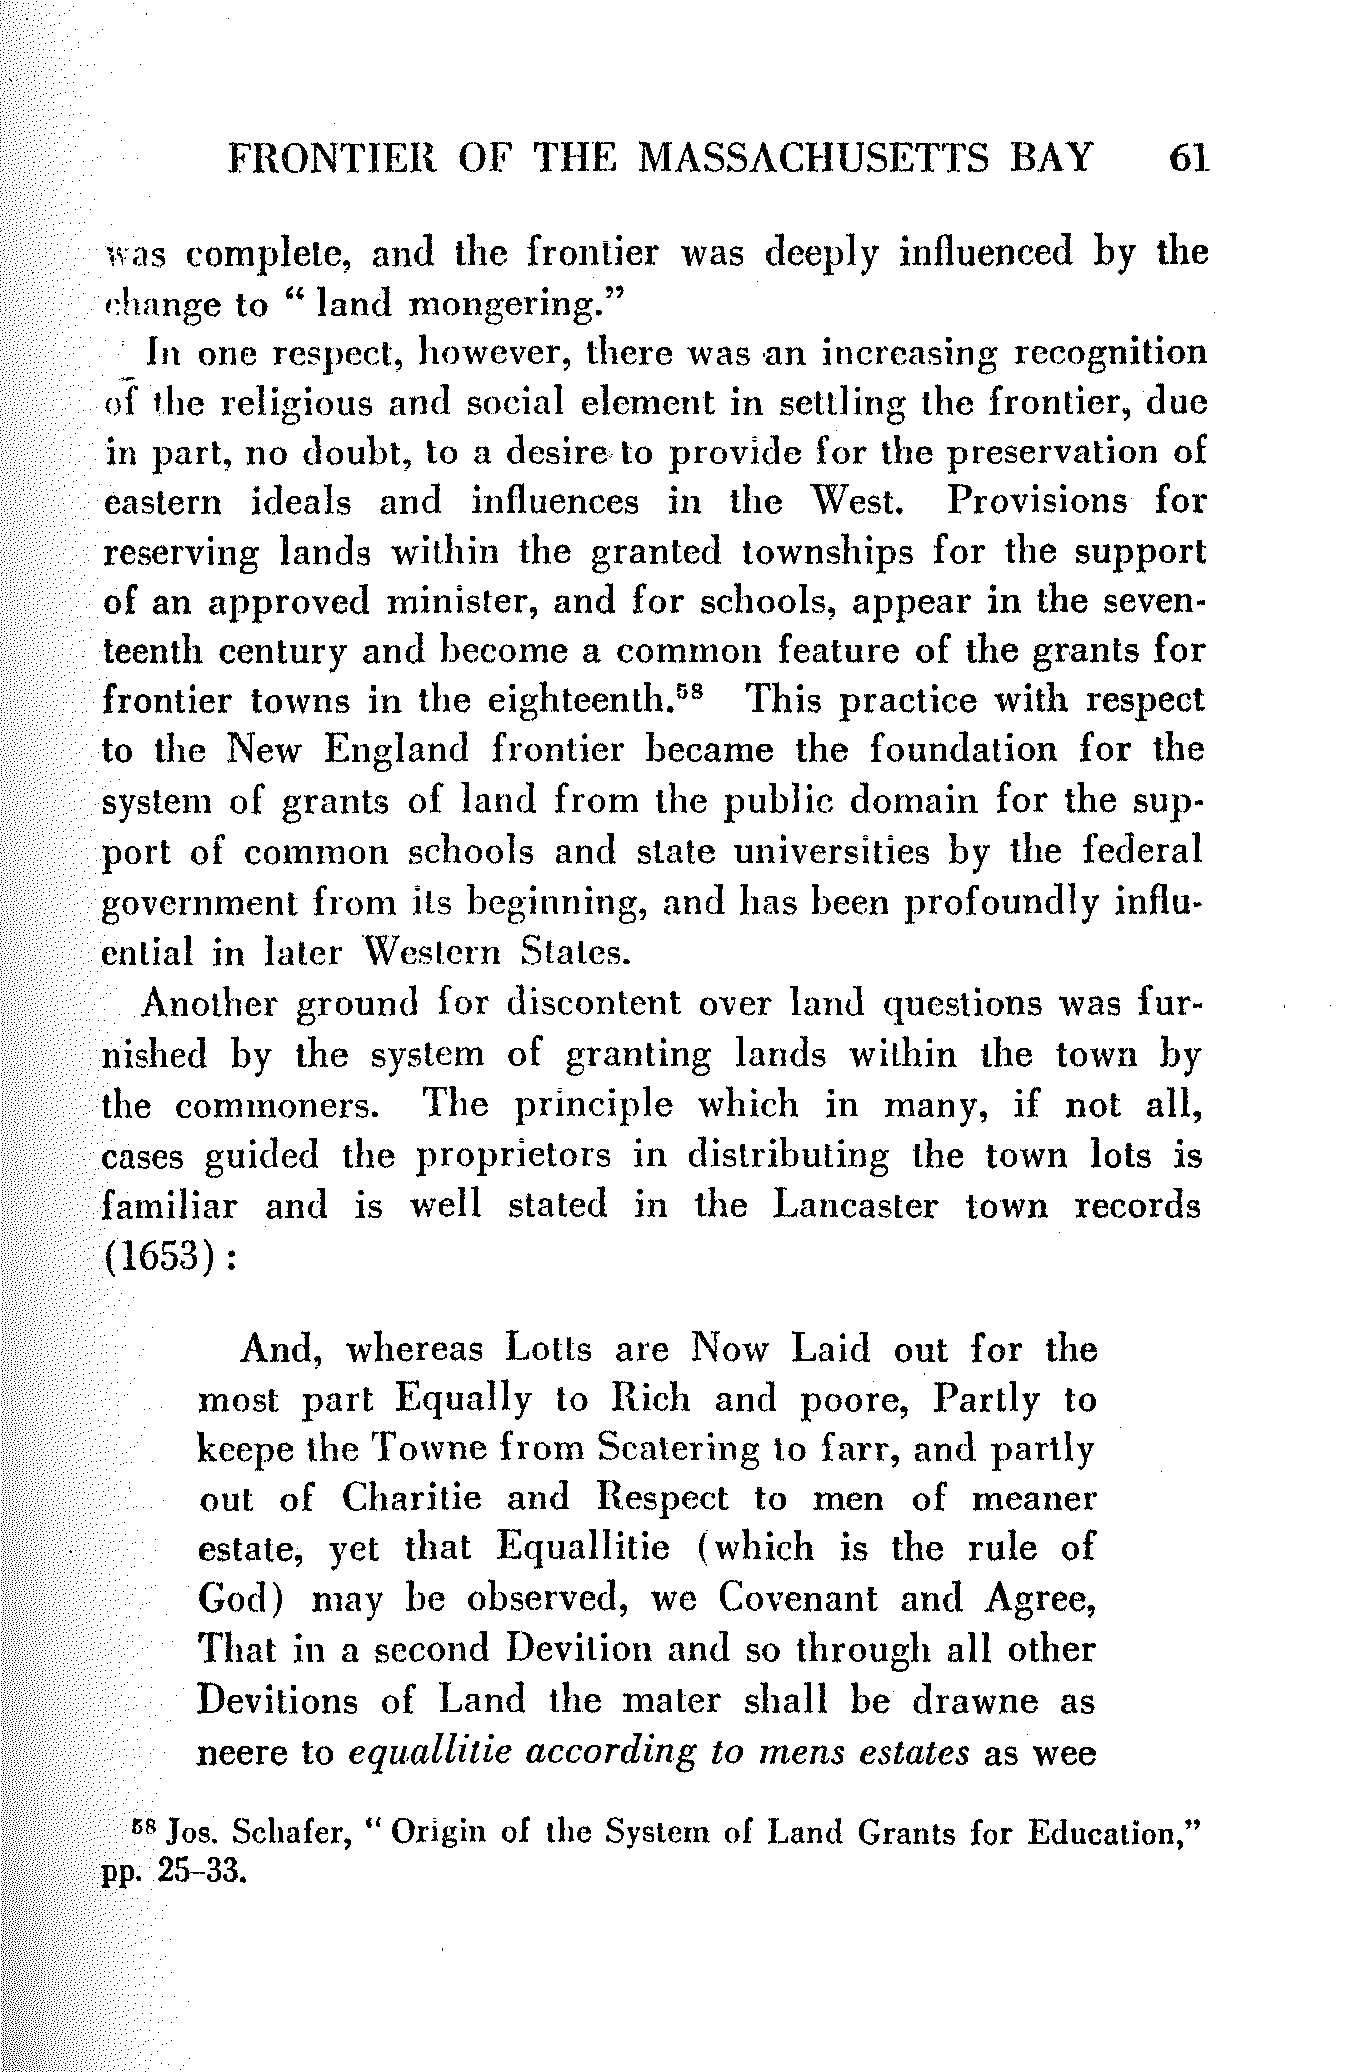 FRONTIER OF THE MASSACHUSETTS BAY 61
was complete, and the frontier was deeply influenced by the
change to “ land mongering.”
In one respect, however, there was an increasing recognition
of the religious and social element in settling the frontier, due
in part, no doubt, to a desire to provide for the preservation of
eastern ideals and influences in the West. Provisions for
reserving lands within the granted townships for the support
of an approved minister, and for schools, appear in the seven-
teenth century and become a common feature of the grants for
frontier towns in the eighteenth.⁵⁸ This practice with respect
to the New England frontier became the foundation for the
system of grants of land from the public domain for the sup-
port of common schools and state universities by the federal
government from its beginning, and has been profoundly influ-
ential in later Western States.
Another ground for discontent over land questions was fur-
nished by the system of granting lands within the town by
the commoners. The principle which in many, if not all,
cases guided the proprietors in distributing the town lots is
familiar and is well stated in the Lancaster town records
(1653):
And, whereas Lotts are Now Laid out for the
most part Equally to Rich and poore, Partly to
keepe the Towne from Scatering to farr, and partly
out of Charitie and Respect to men of meaner
estate, yet that Equallitie (which is the rule of
God) may be observed, we Covenant and Agree,
That in a second Devition and so through all other
Devitions of Land the mater shall be drawne as
neere to equallitie according to mens estates as wee
⁵⁸ Jos. Schafer, “ Origin of the System of Land Grants for Education,”
pp. 25–33.